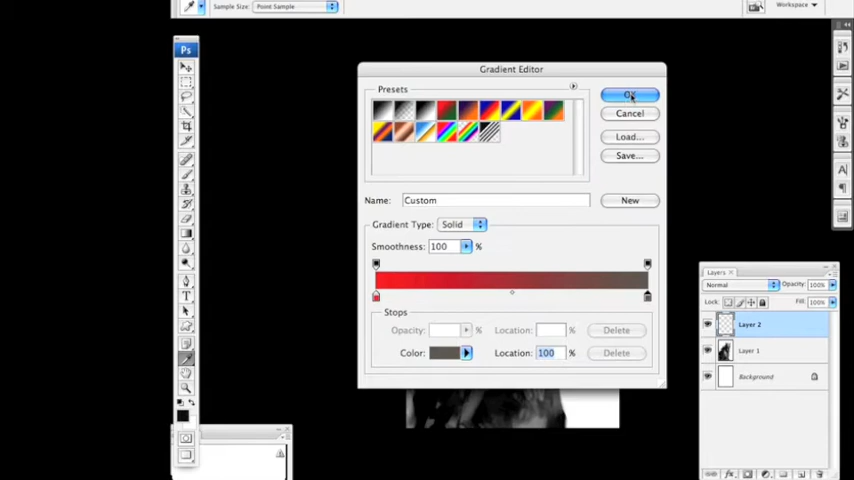 Sample Size: Point Sample
Workspace
Ps
Gradient Editor
Presets
OK
Cancel
Load...
Save...
Name: Custom
New
Gradient Type: Solid
Smoothness: 100 %
Stops
Opacity: % Location: % Delete
Color: Location: 100 % Delete
Layers
Normal Opacity: 100%
Lock: Fill: 100%
Layer 2
Layer 1
Background